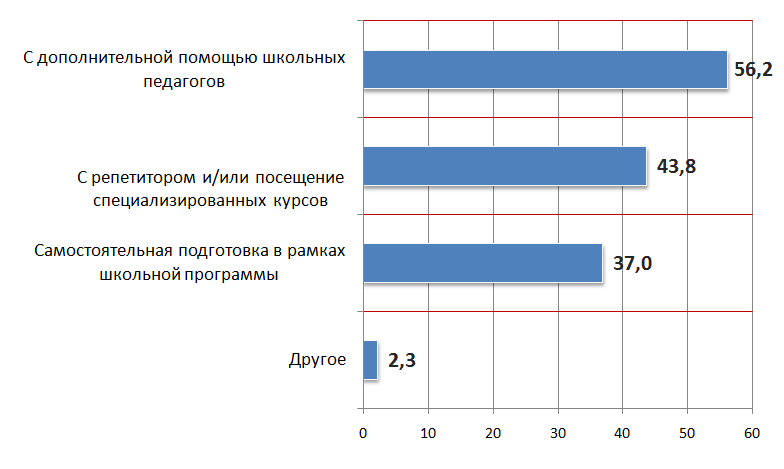 С дополнительной помощью школьных
педагогов
56,2
С репетитором и/или посещение
специализированных курсов
43,8
Самостоятельная подготовка в рамках
школьной программы
37,0
Другое
2,3
0 10 20 30 40 50 60